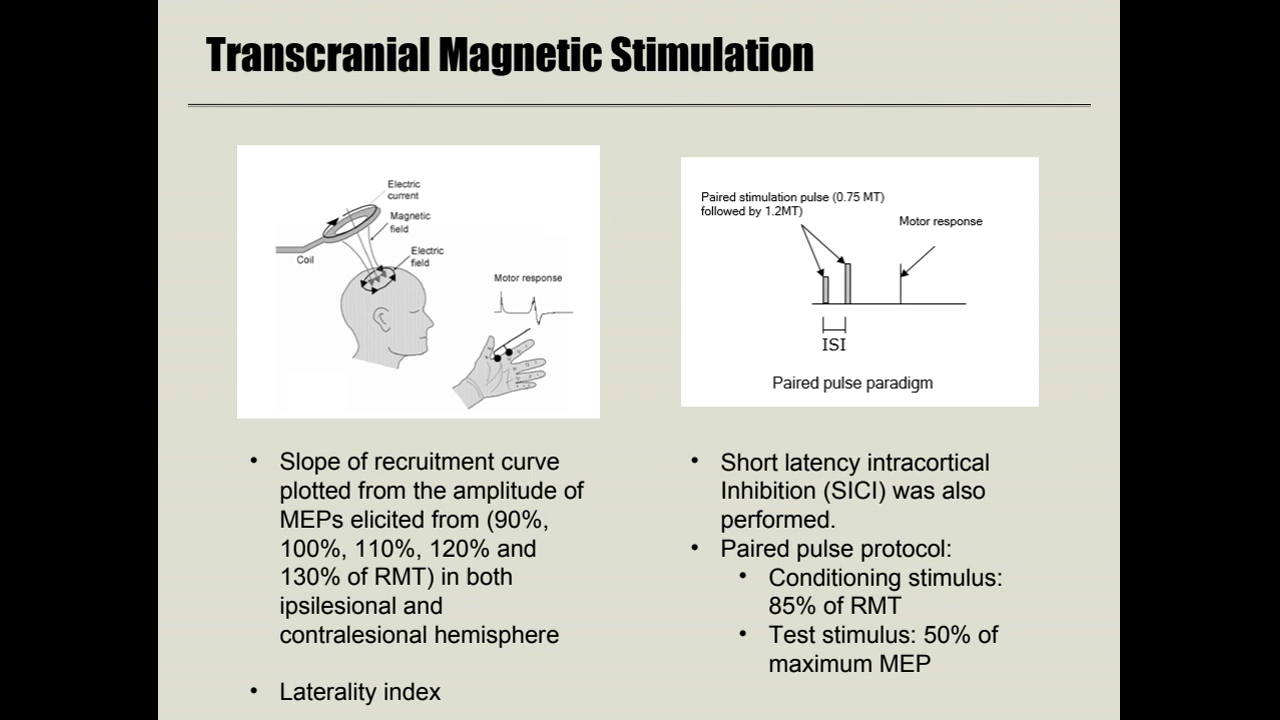 Transcranial Magnetic Stimulation
Electric
current
Magnetic
field
Electric
field
Coil
Motor response
Paired stimulation pulse (0.75 MT)
followed by 1.2MT)
Motor response
ISI
Paired pulse paradigm
• Slope of recruitment curve
plotted from the amplitude of
MEPs elicited from (90%,
100%, 110%, 120% and
130% of RMT) in both
ipsilesional and
contralesional hemisphere
• Laterality index
• Short latency intracortical
Inhibition (SICI) was also
performed.
• Paired pulse protocol:
• Conditioning stimulus:
85% of RMT
• Test stimulus: 50% of
maximum MEP